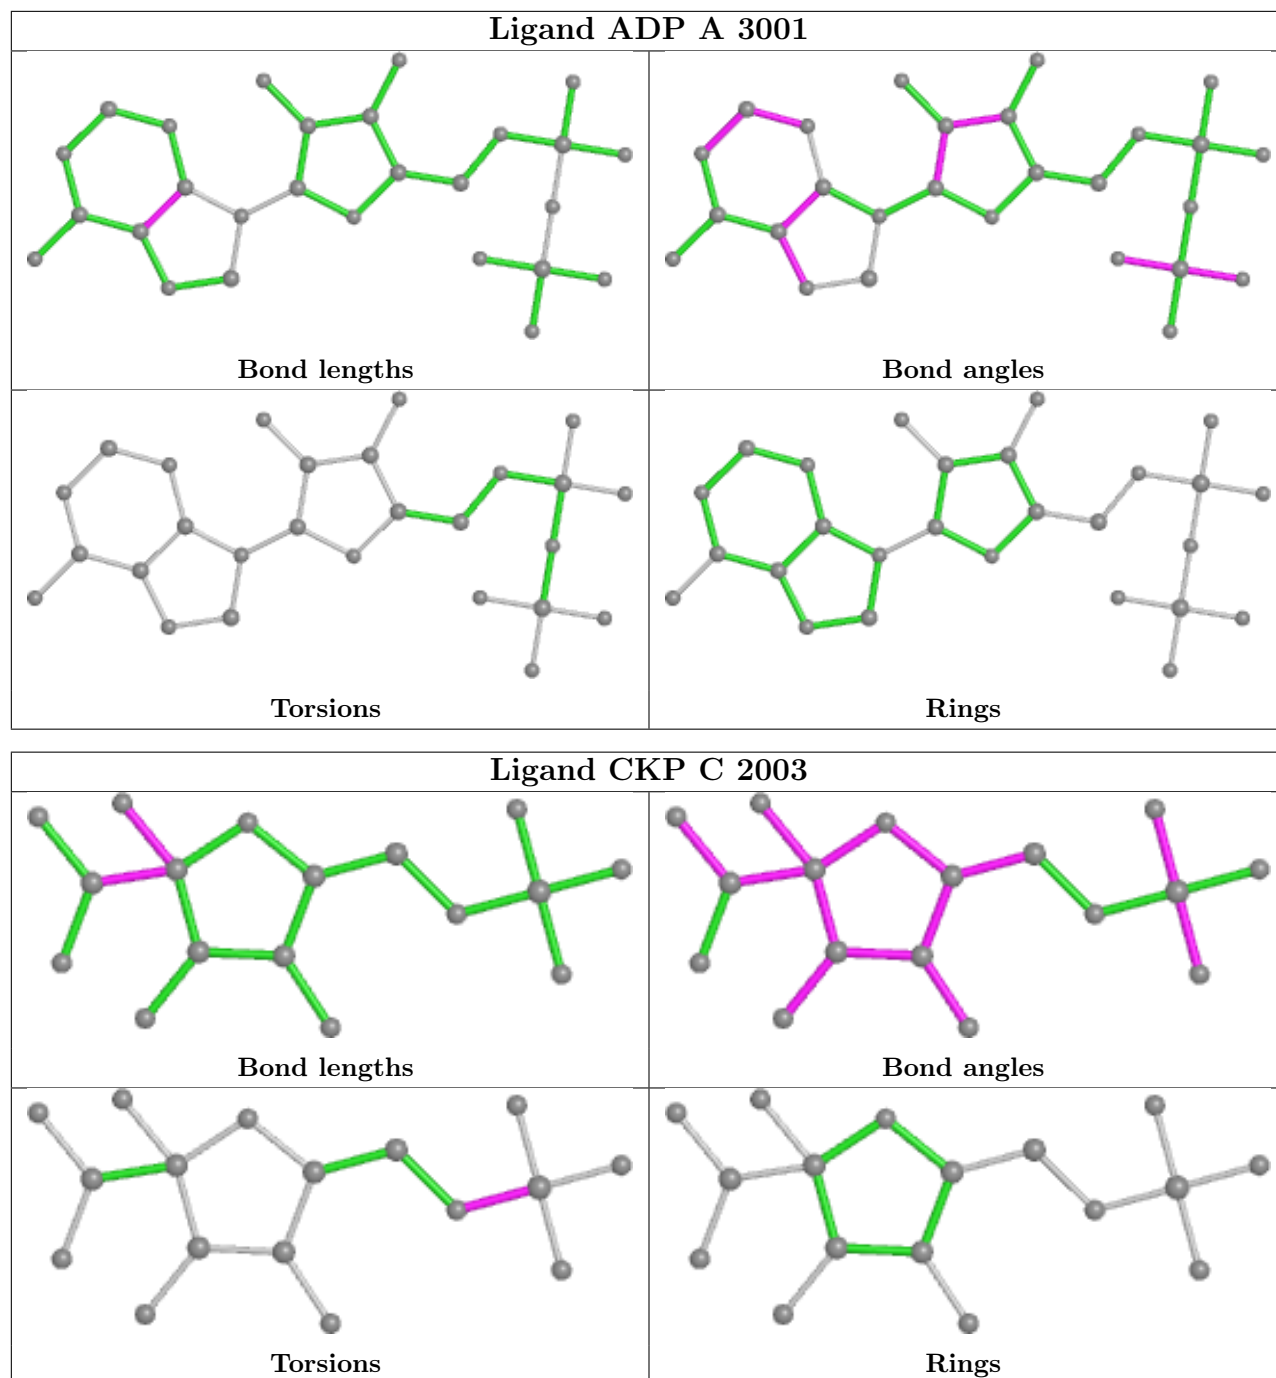 Ligand ADP A 3001
Bond lengths
Bond angles
Torsions
Rings
Ligand CKP C 2003
Bond lengths
Bond angles
Torsions
Rings